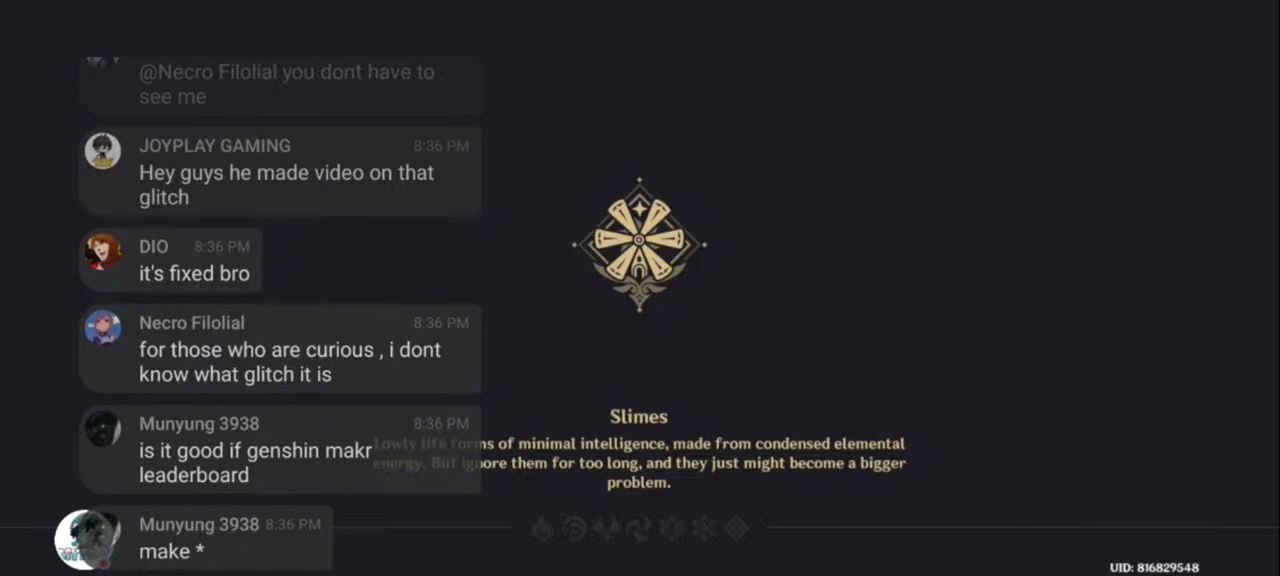 @Necro Filolial you dont have to
see me
JOYPLAY GAMING 8:36 PM
Hey guys he made video on that
glitch
DIO 8:36 PM
it's fixed bro
Necro Filolial 8:36 PM
for those who are curious , i dont
know what glitch it is
Munyung 3938 8:36 PM
is it good if genshin makr
leaderboard
Munyung 3938 8:36 PM
make *
Slimes
Lowly life forms of minimal intelligence, made from condensed elemental
energy. But ignore them for too long, and they just might become a bigger
problem.
UID: 816829548